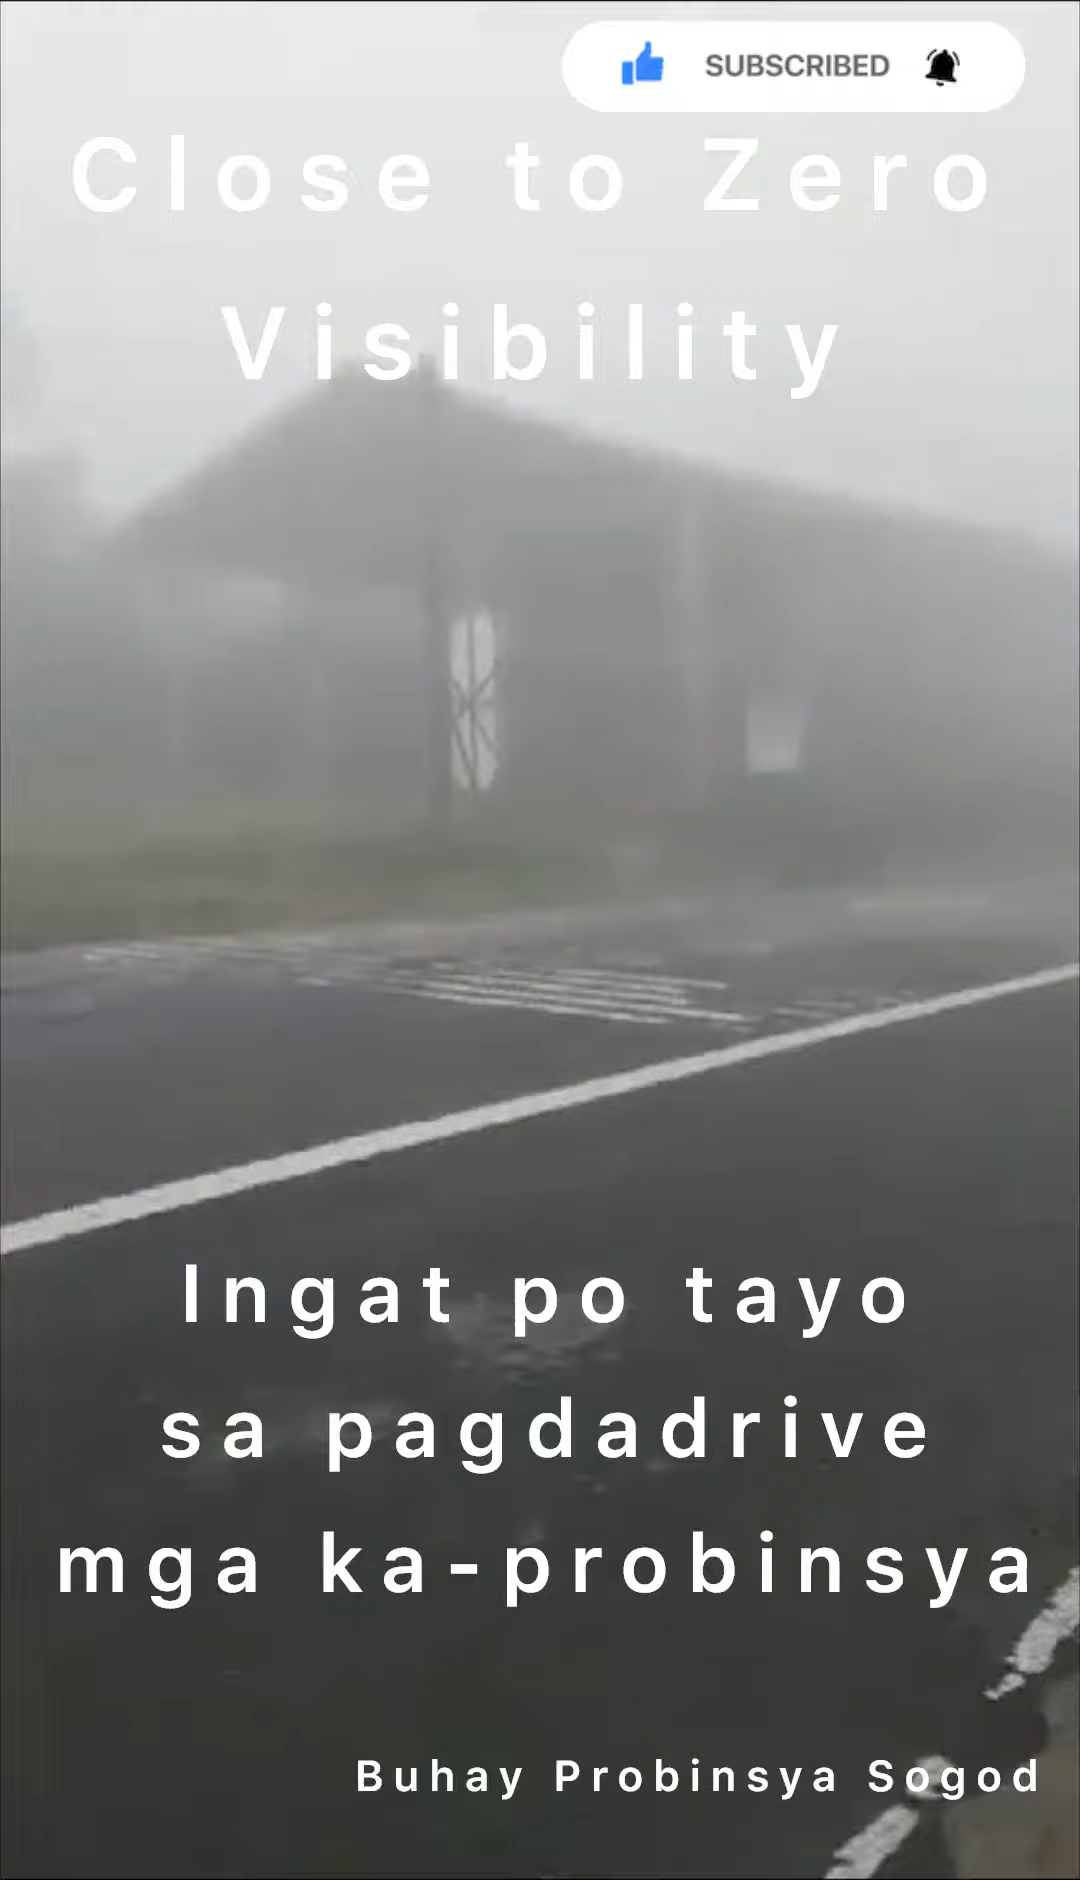 SUBSCRIBED
Close to Zero
Visibility
Ingat po tayo
sa pagdadrive
mga ka-probinsya
Buhay Probinsya Sogod